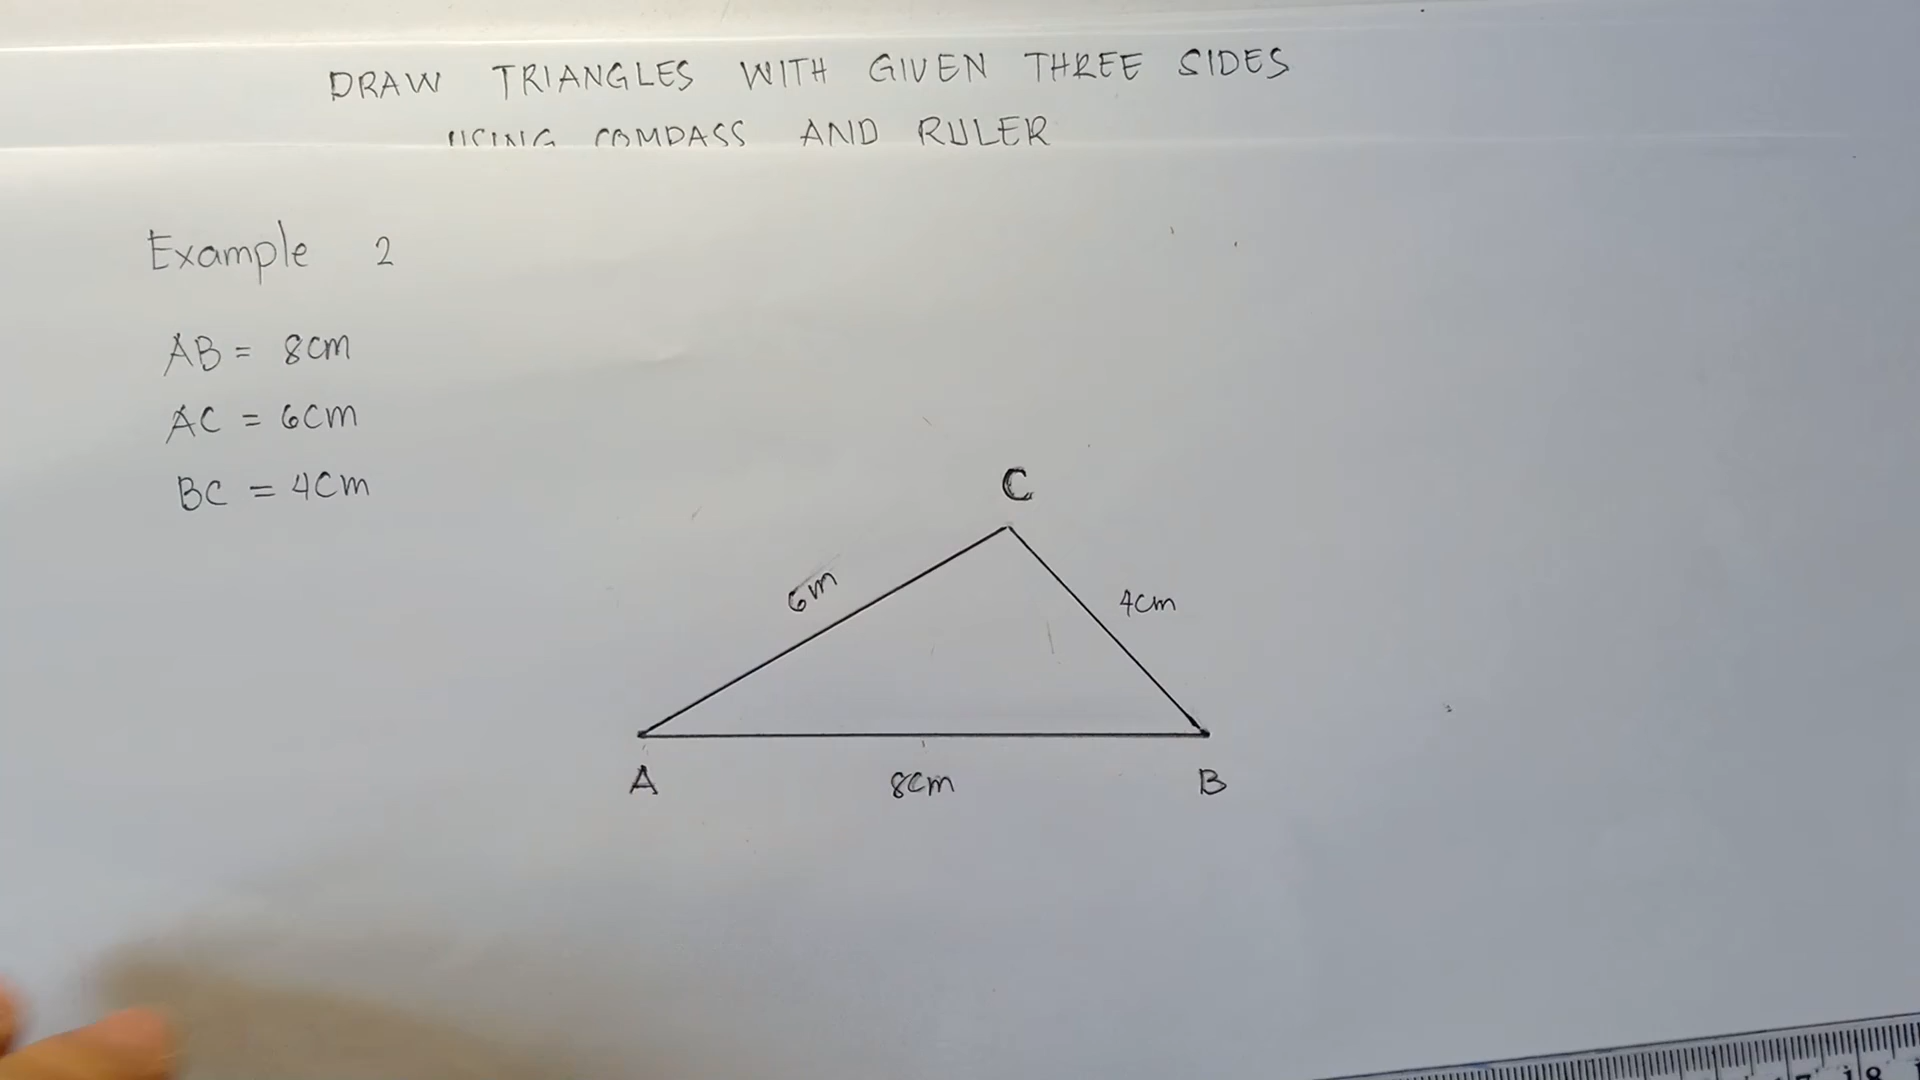 DRAW TRIANGLES WITH GIVEN THREE SIDES
USING COMPASS AND RULER
Example 2
AB = 8cm
AC = 6cm
BC = 4cm
C
6m
4cm
A
8cm
B
18